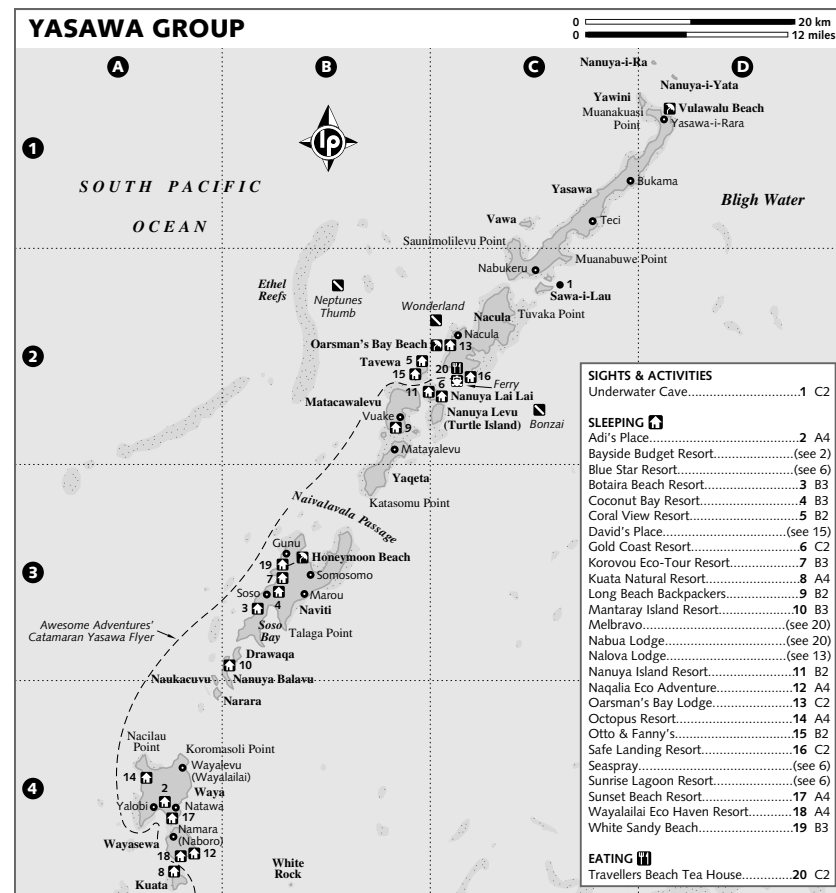 YASAWA GROUP
0 20 km
0 12 miles
A
B
C
D
1
2
3
4
lp
Nanuya-i-Ra
Nanuya-i-Yata
Yawini
Vulawalu Beach
Muanakuasi
Point
Yasawa-i-Rara
SOUTH PACIFIC
OCEAN
Yasawa
Bukama
Bligh Water
Vawa
Teci
Saunimolilevu Point
Muanabuwe Point
Nabukeru
1
Sawa-i-Lau
Ethel
Reefs
Neptunes
Thumb
Wonderland
Nacula
Tuvaka Point
Nacula
Oarsman's Bay Beach
13
Tavewa
5
20
15
16
6
Ferry
11
Nanuya Lai Lai
Matacawalevu
Nanuya Levu
(Turtle Island)
Bonzai
Vuake
9
Matayalevu
Yaqeta
Katasomu Point
Naivalavala Passage
Gunu
Honeymoon Beach
19
7
Somosomo
Soso
4
Marou
3
Naviti
Soso
Bay
Talaga Point
Awesome Adventures'
Catamaran Yasawa Flyer
Drawaqa
10
Naukacuvu
Nanuya Balavu
Narara
Nacilau
Point
Koromasoli Point
Wayalevu
(Wayalailai)
14
2
Waya
Yalobi
Natawa
17
Wayasewa
Namara
(Naboro)
18
12
8
Kuata
White
Rock
SIGHTS & ACTIVITIES
Underwater Cave...1 C2
SLEEPING
Adi's Place...2 A4
Bayside Budget Resort...(see 2)
Blue Star Resort...(see 6)
Botaira Beach Resort...3 B3
Coconut Bay Resort...4 B3
Coral View Resort...5 B2
David's Place...(see 15)
Gold Coast Resort...6 C2
Korovou Eco-Tour Resort...7 B3
Kuata Natural Resort...8 A4
Long Beach Backpackers...9 B2
Mantaray Island Resort...10 B3
Melbravo...(see 20)
Nabua Lodge...(see 20)
Nalova Lodge...(see 13)
Nanuya Island Resort...11 B2
Naqalia Eco Adventure...12 A4
Oarsman's Bay Lodge...13 C2
Octopus Resort...14 A4
Otto & Fanny's...15 B2
Safe Landing Resort...16 C2
Seaspray...(see 6)
Sunrise Lagoon Resort...(see 6)
Sunset Beach Resort...17 A4
Wayalailai Eco Haven Resort...18 A4
White Sandy Beach...19 B3
EATING
Travellers Beach Tea House...20 C2